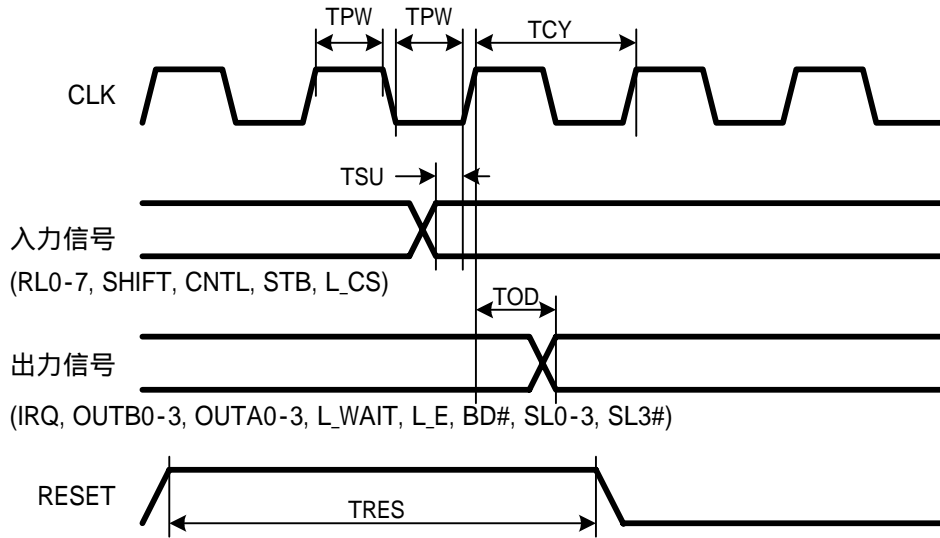 TPW TPW TCY
CLK
TSU
入力信号
(RL0-7, SHIFT, CNTL, STB, L_CS)
TOD
出力信号
(IRQ, OUTB0-3, OUTA0-3, L_WAIT, L_E, BD#, SL0-3, SL3#)
RESET
TRES